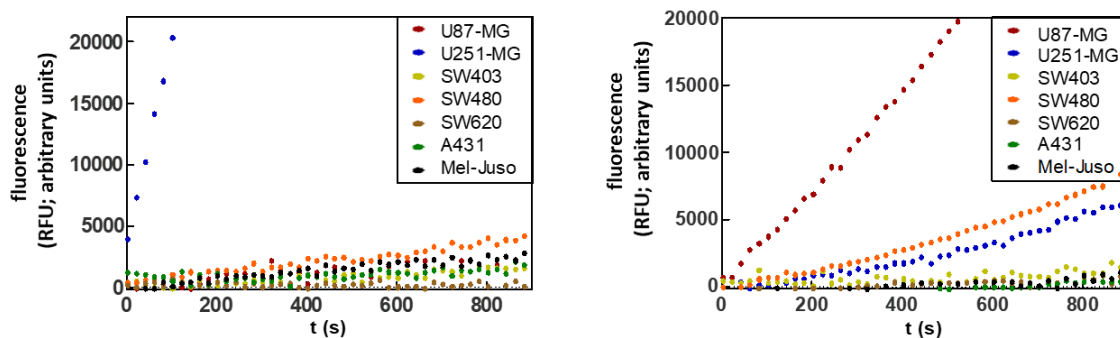 fluorescence
(RFU; arbitrary units)
20000
15000
10000
5000
0
0 200 400 600 800
t (s)
U87-MG
U251-MG
SW403
SW480
SW620
A431
Mel-Juso
fluorescence
(RFU; arbitrary units)
20000
15000
10000
5000
0
0 200 400 600 800
t (s)
U87-MG
U251-MG
SW403
SW480
SW620
A431
Mel-Juso